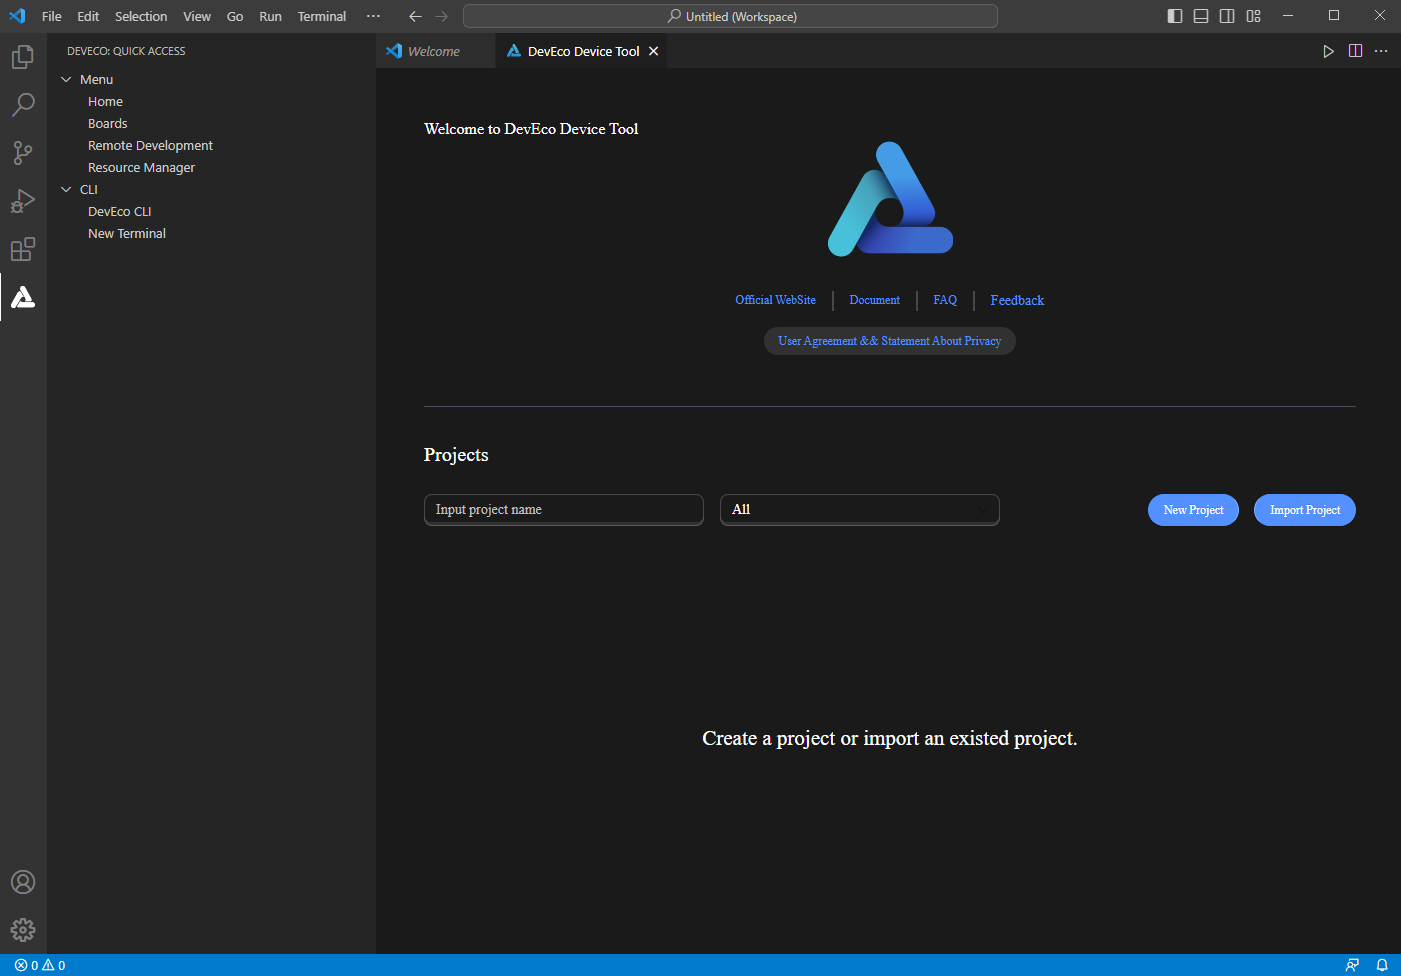 File Edit Selection View Go Run Terminal ··· Untitled (Workspace)
DEVECO: QUICK ACCESS
Welcome
DevEco Device Tool
Menu
Home
Boards
Remote Development
Resource Manager
CLI
DevEco CLI
New Terminal
Welcome to DevEco Device Tool
Official WebSite Document FAQ Feedback
User Agreement && Statement About Privacy
Projects
Input project name All New Project Import Project
Create a project or import an existed project.
0 0